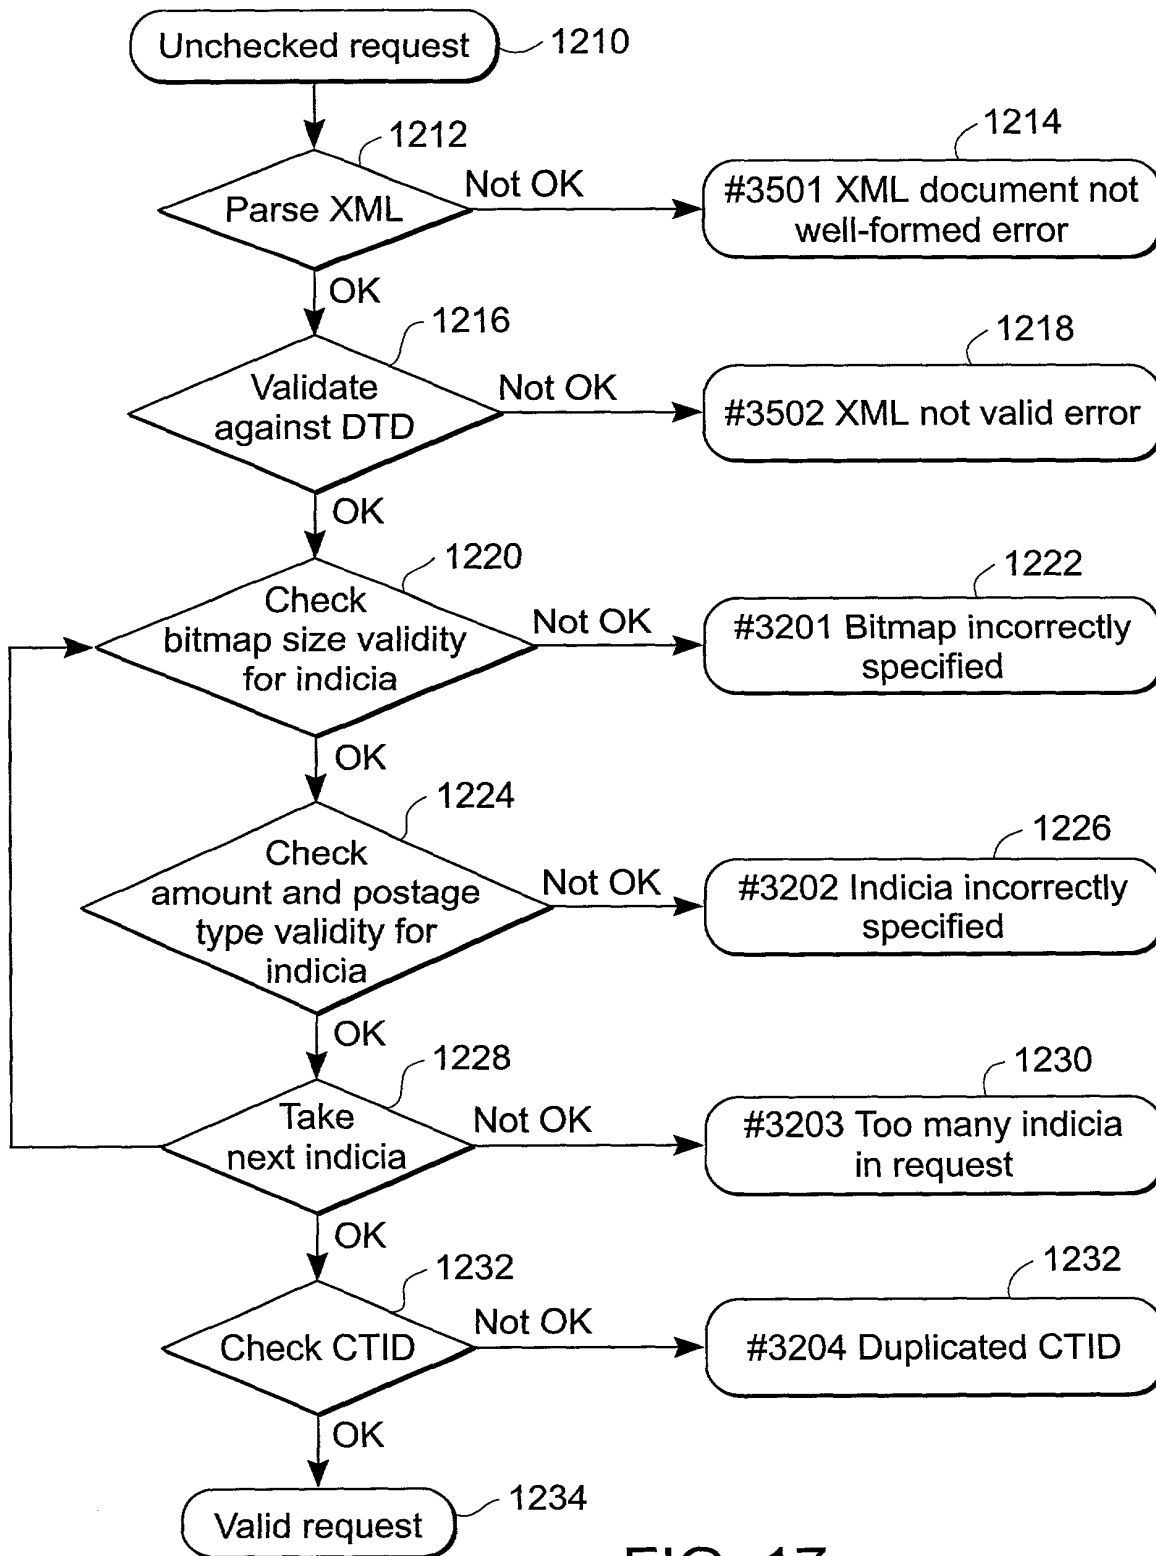 Unchecked request
1210
1212
Parse XML
Not OK
1214
#3501 XML document not
well-formed error
OK
1216
Validate
against DTD
Not OK
1218
#3502 XML not valid error
OK
1220
Check
bitmap size validity
for indicia
Not OK
1222
#3201 Bitmap incorrectly
specified
OK
1224
Check
amount and postage
type validity for
indicia
Not OK
1226
#3202 Indicia incorrectly
specified
OK
1228
Take
next indicia
Not OK
1230
#3203 Too many indicia
in request
OK
1232
Check CTID
Not OK
1232
#3204 Duplicated CTID
OK
1234
Valid request
FIG. 17